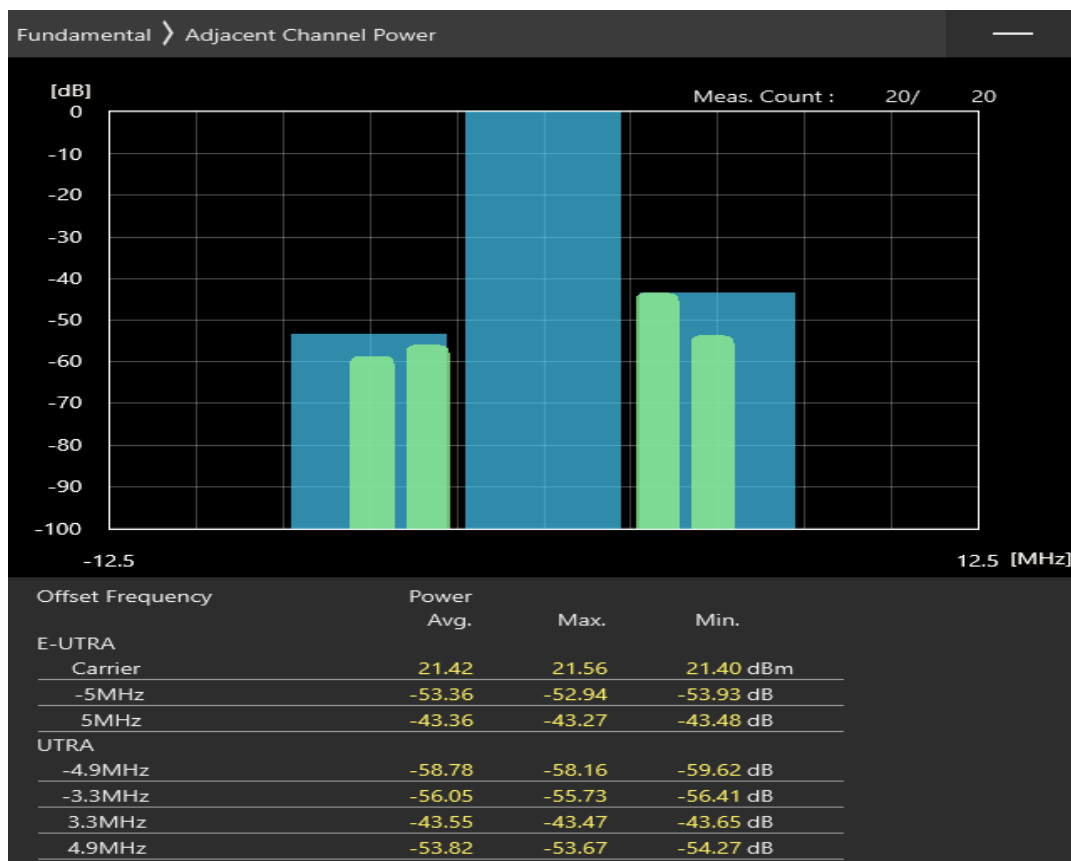 Fundamental ❯ Adjacent Channel Power
[dB] Meas. Count : 20/ 20
0
-10
-20
-30
-40
-50
-60
-70
-80
-90
-100
-12.5 12.5 [MHz]
Offset Frequency Power
Avg. Max. Min.
E-UTRA
Carrier 21.42 21.56 21.40 dBm
-5MHz -53.36 -52.94 -53.93 dB
5MHz -43.36 -43.27 -43.48 dB
UTRA
-4.9MHz -58.78 -58.16 -59.62 dB
-3.3MHz -56.05 -55.73 -56.41 dB
3.3MHz -43.55 -43.47 -43.65 dB
4.9MHz -53.82 -53.67 -54.27 dB